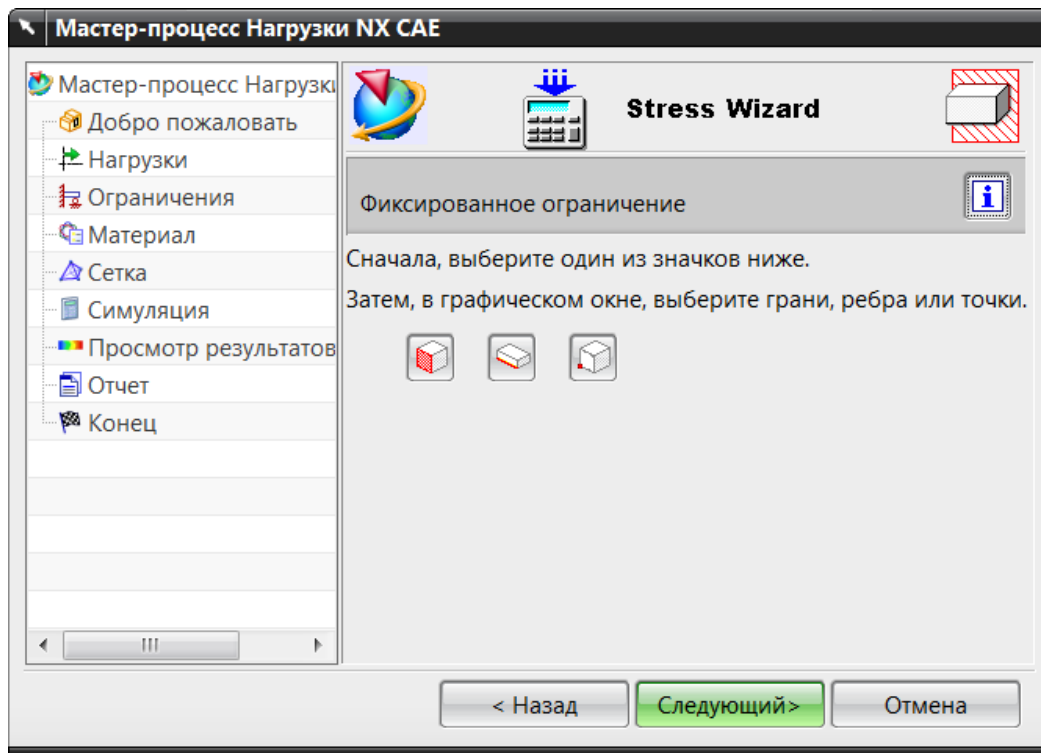 Мастер-процесс Нагрузки NX CAE
Мастер-процесс Нагрузки
Добро пожаловать
Нагрузки
Ограничения
Материал
Сетка
Симуляция
Просмотр результатов
Отчет
Конец
Stress Wizard
Фиксированное ограничение
Сначала, выберите один из значков ниже.
Затем, в графическом окне, выберите грани, ребра или точки.
< Назад
Следующий>
Отмена